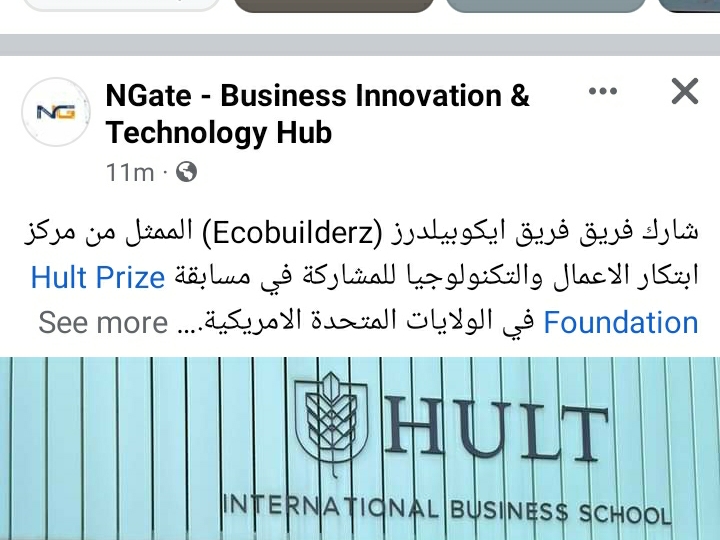 NG
NGate - Business Innovation &
Technology Hub
11m ·
شارك فريق فريق ايكوبيلدرز (Ecobuilderz) الممثل من مركز
ابتكار الاعمال والتكنولوجيا للمشاركة في مسابقة Hult Prize
Foundation في الولايات المتحدة الامريكية.... See more
HULT
INTERNATIONAL BUSINESS SCHOOL